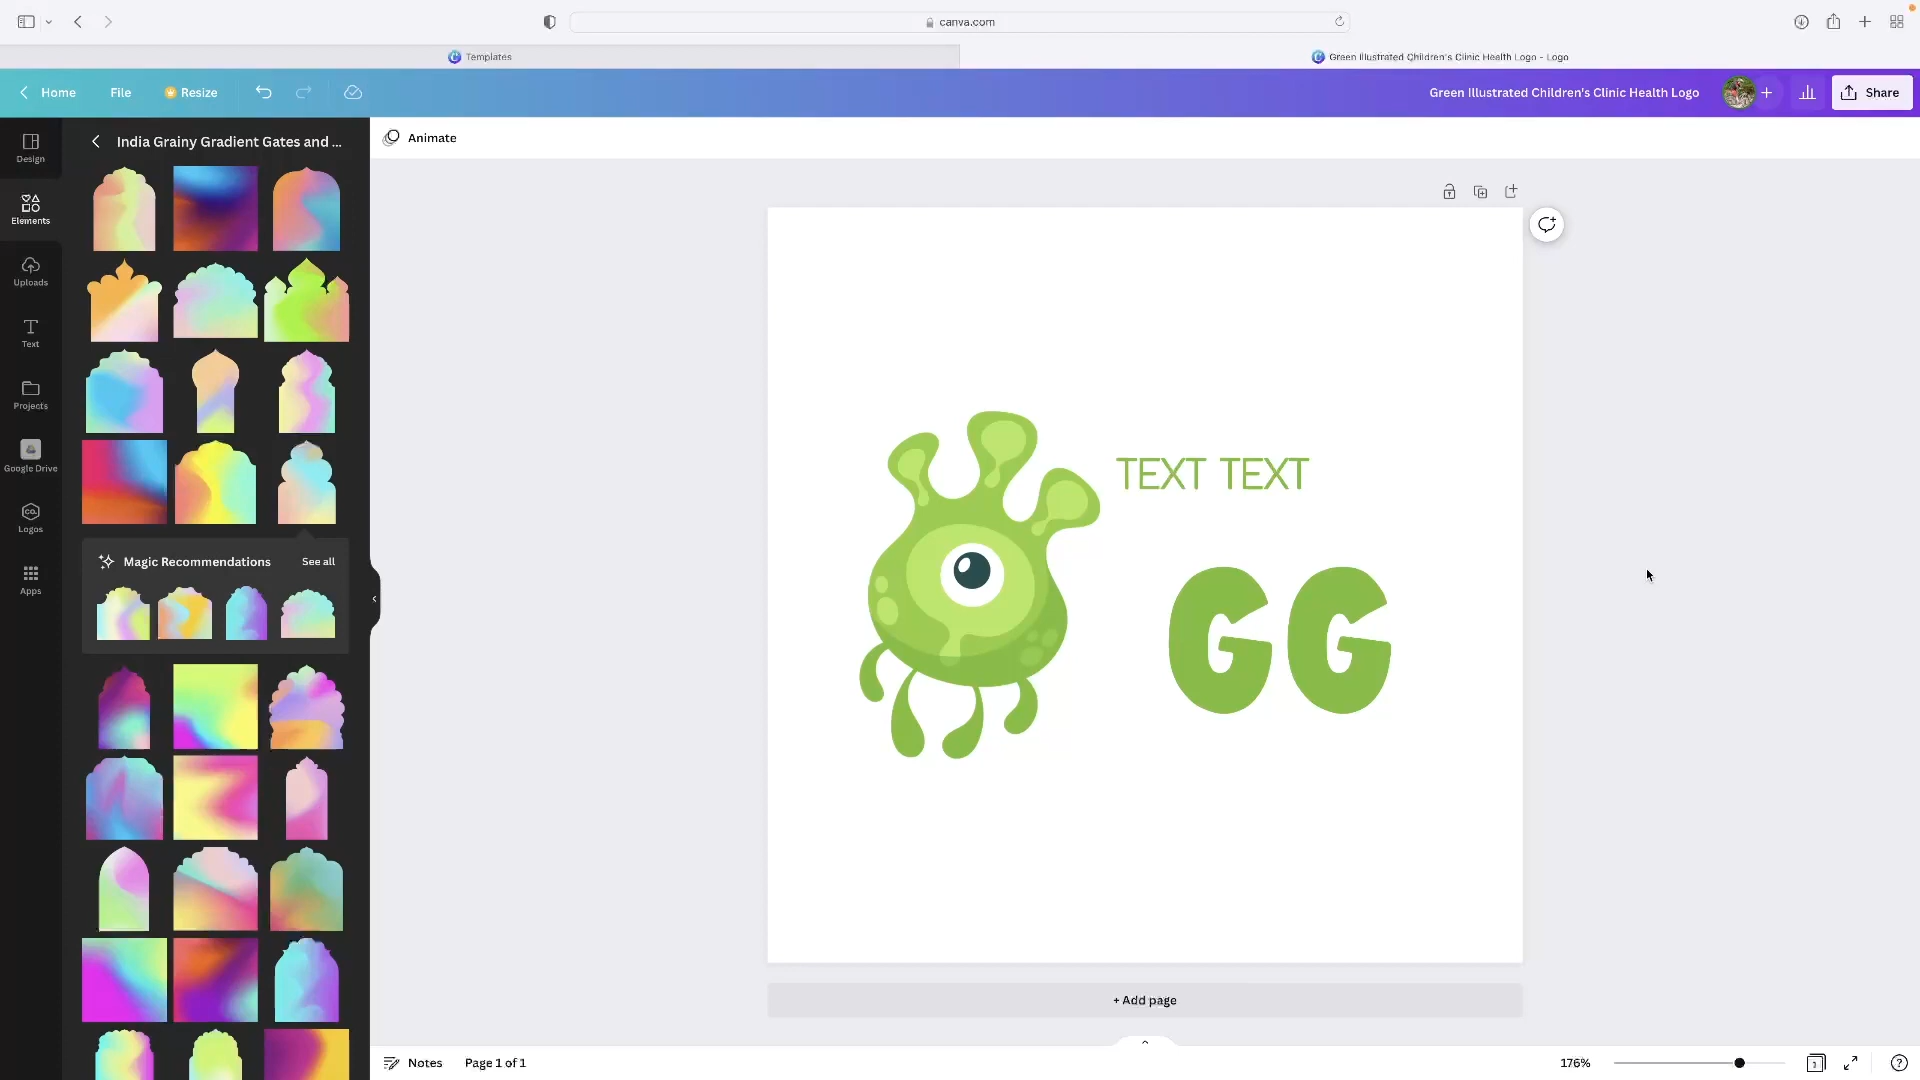 canva.com
Templates
Green Illustrated Children's Clinic Health Logo - Logo
Home
File
Resize
Green Illustrated Children's Clinic Health Logo
Share
Design
Elements
Uploads
Text
Projects
Google Drive
CO.
Logos
Apps
India Grainy Gradient Gates and ...
Magic Recommendations
See all
Animate
TEXT TEXT
GG
+ Add page
Notes
Page 1 of 1
176%
1